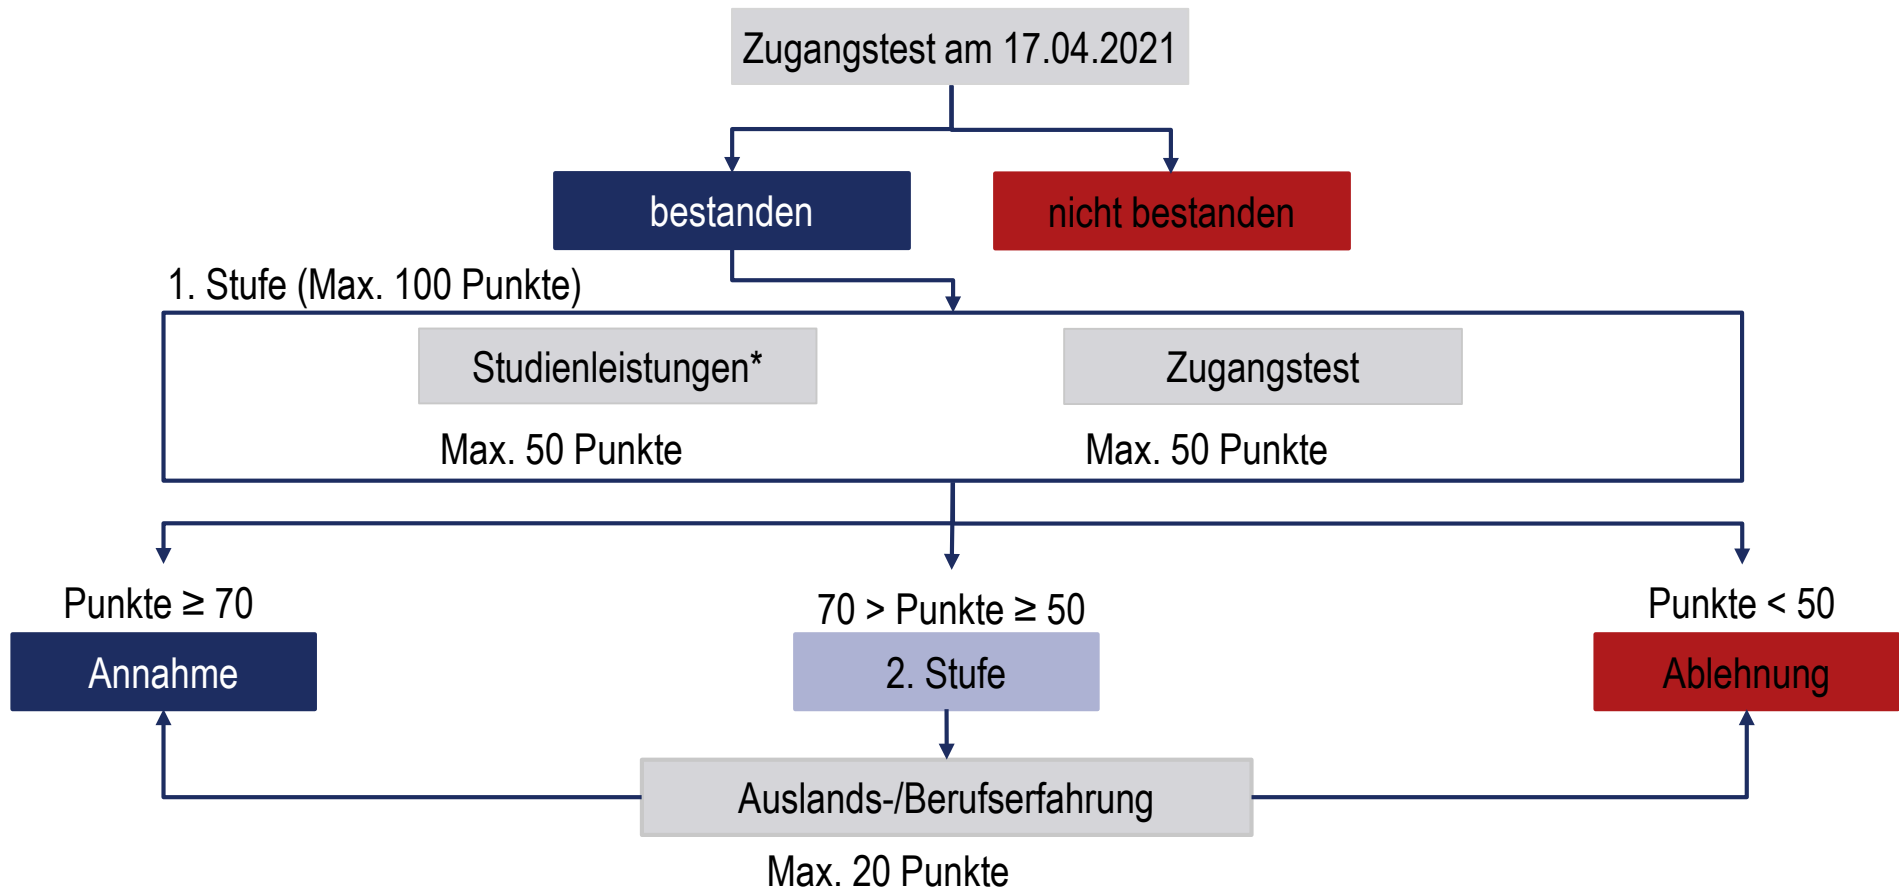 Zugangstest am 17.04.2021
bestanden
nicht bestanden
1. Stufe (Max. 100 Punkte)
Studienleistungen*
Zugangstest
Max. 50 Punkte
Max. 50 Punkte
Punkte ≥ 70
70 > Punkte ≥ 50
Punkte < 50
Annahme
2. Stufe
Ablehnung
Auslands-/Berufserfahrung
Max. 20 Punkte